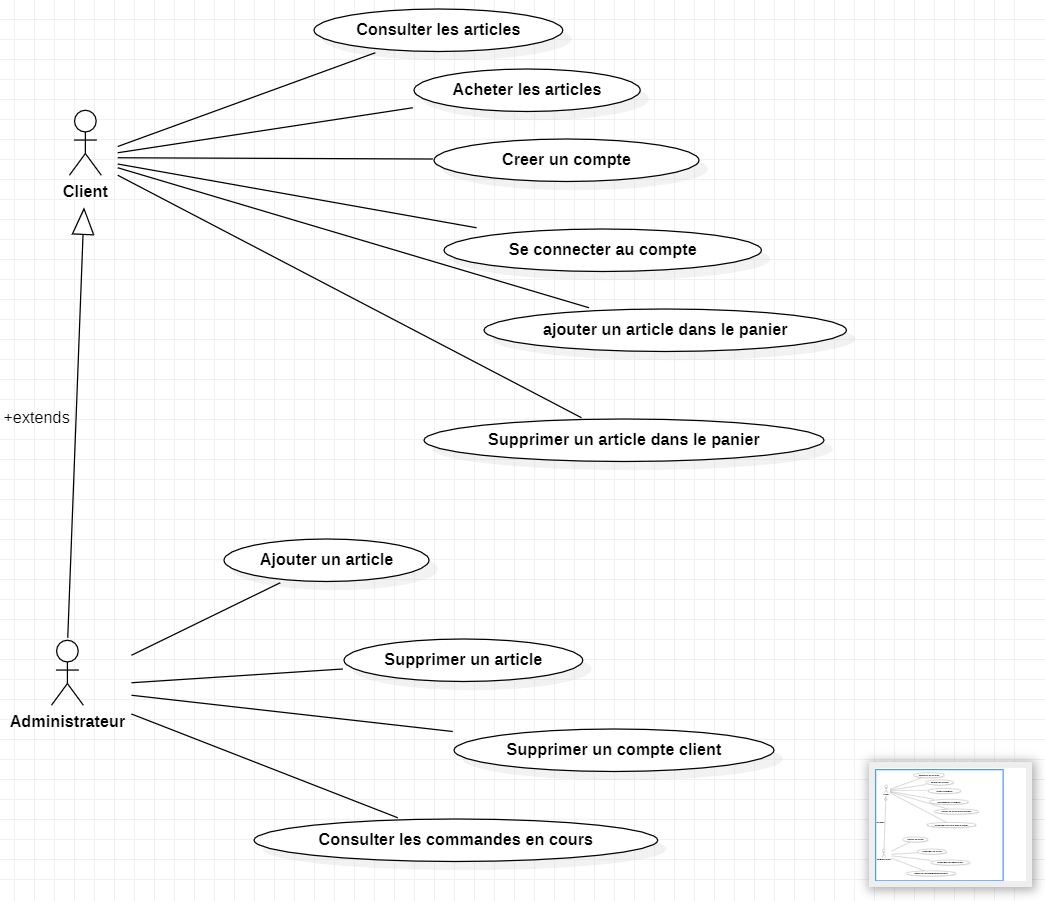 Consulter les articles
Acheter les articles
Creer un compte
Client
Se connecter au compte
ajouter un article dans le panier
+extends
Supprimer un article dans le panier
Ajouter un article
Supprimer un article
Administrateur
Supprimer un compte client
Consulter les commandes en cours